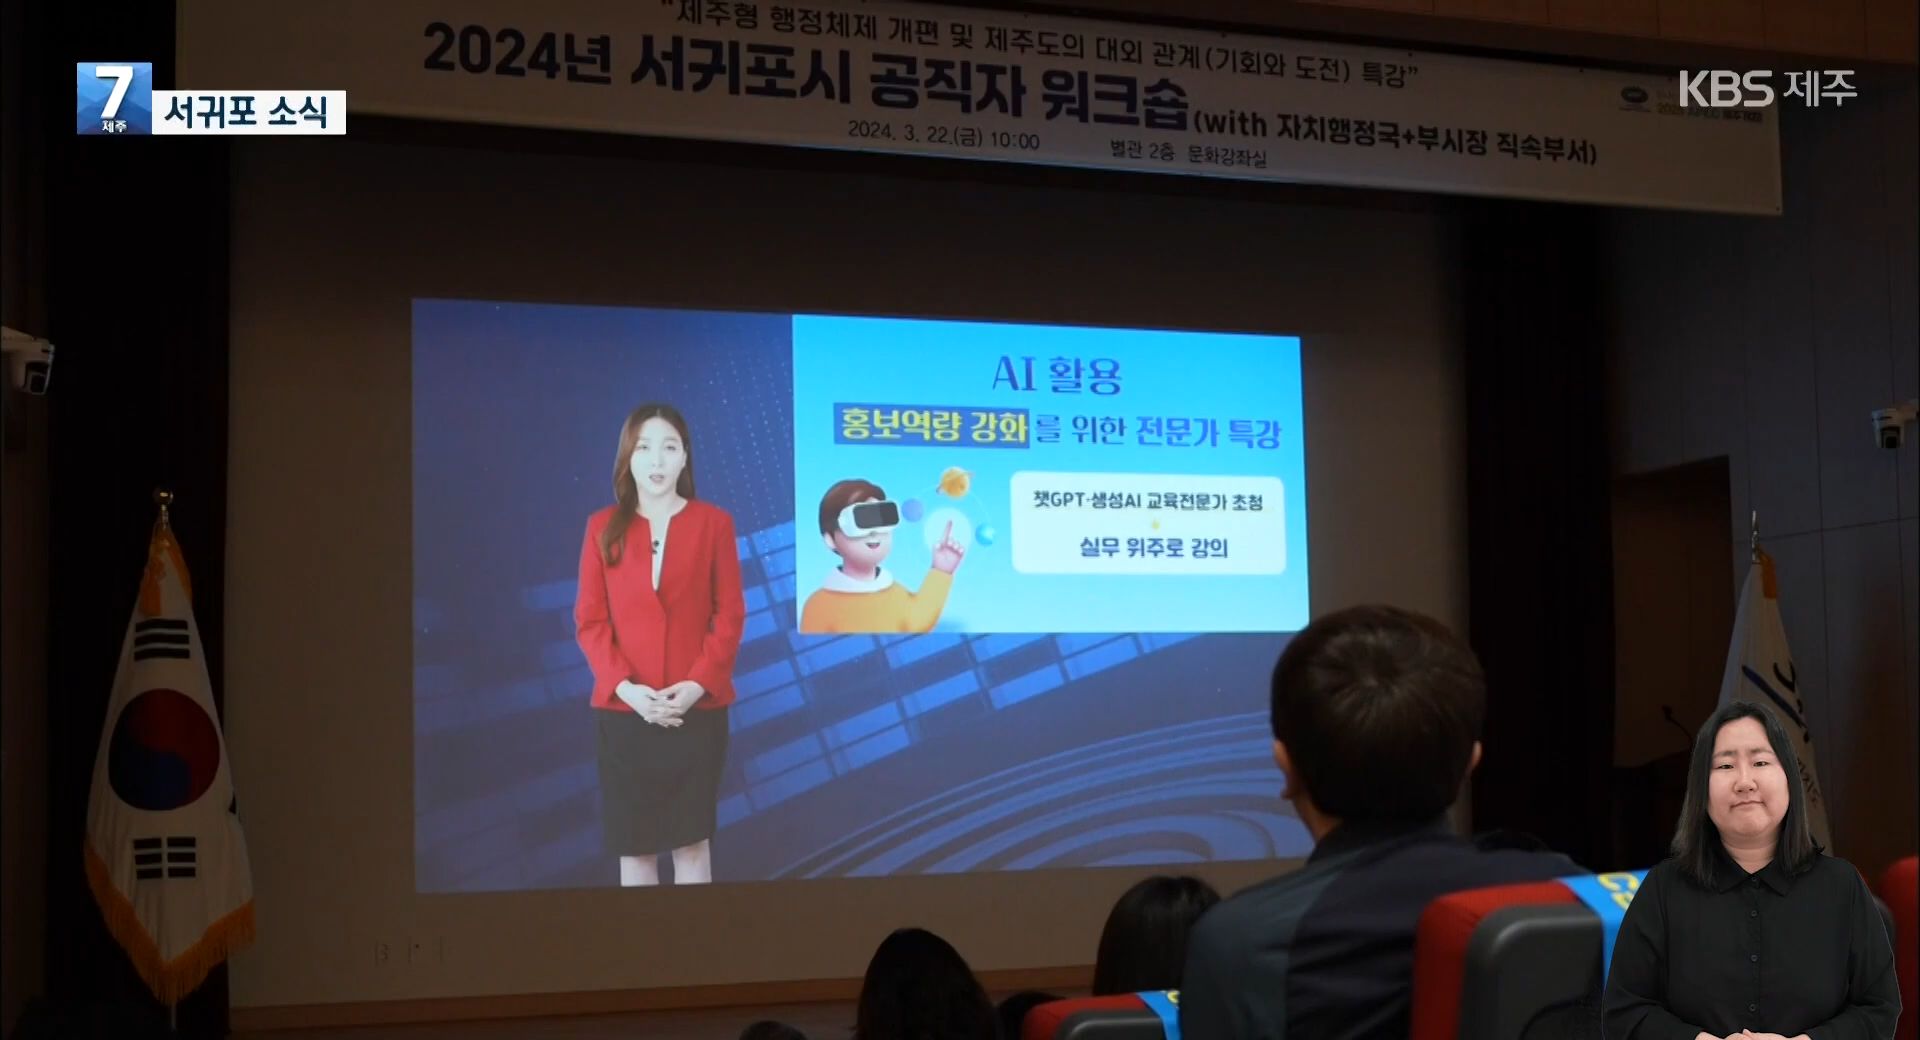 "제주형 행정체제 개편 및 제주도의 대외 관계(기회와 도전) 특강"
2024년 서귀포시 공직자 워크숍(with 자치행정국+부시장 직속부서)
2024. 3. 22.(금) 10:00 별관 2층 문화강좌실
7
제주
서귀포 소식
KBS 제주
AI 활용
홍보역량 강화를 위한 전문가 특강
챗GPT·생성AI 교육전문가 초청
실무 위주로 강의